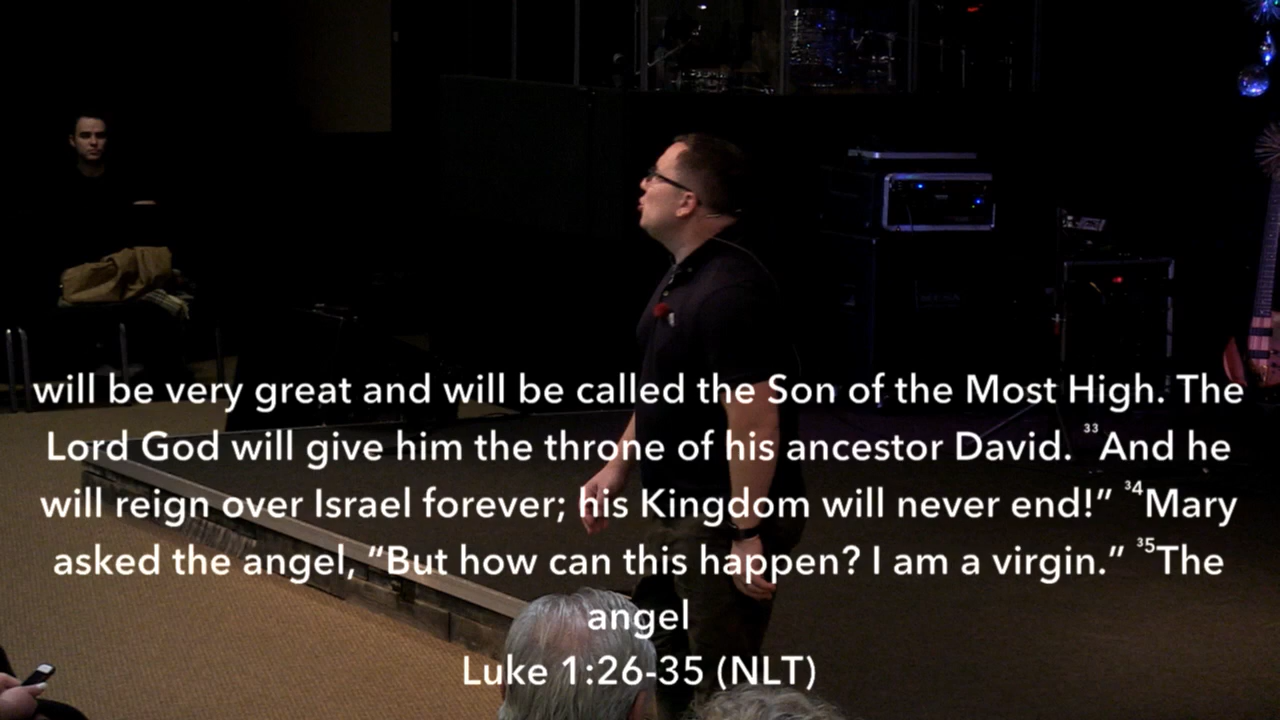 will be very great and will be called the Son of the Most High. The
Lord God will give him the throne of his ancestor David. ³³And he
will reign over Israel forever; his Kingdom will never end!” ³⁴Mary
asked the angel, “But how can this happen? I am a virgin.” ³⁵The
angel
Luke 1:26-35 (NLT)